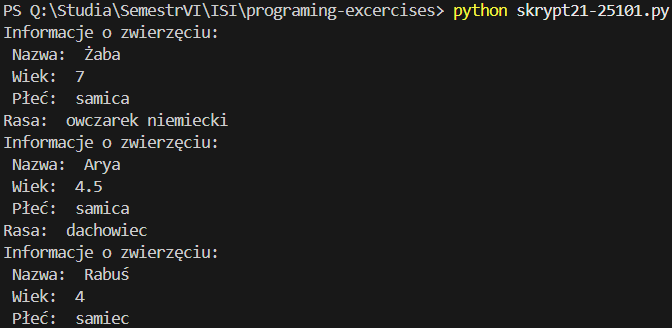 PS Q:\Studia\SemestrVI\ISI\programing-excercises> python skrypt21-25101.py
Informacje o zwierzęciu:
 Nazwa:  Żaba
 Wiek:  7
 Płeć:  samica
Rasa:  owczarek niemiecki
Informacje o zwierzęciu:
 Nazwa:  Arya
 Wiek:  4.5
 Płeć:  samica
Rasa:  dachowiec
Informacje o zwierzęciu:
 Nazwa:  Rabuś
 Wiek:  4
 Płeć:  samiec